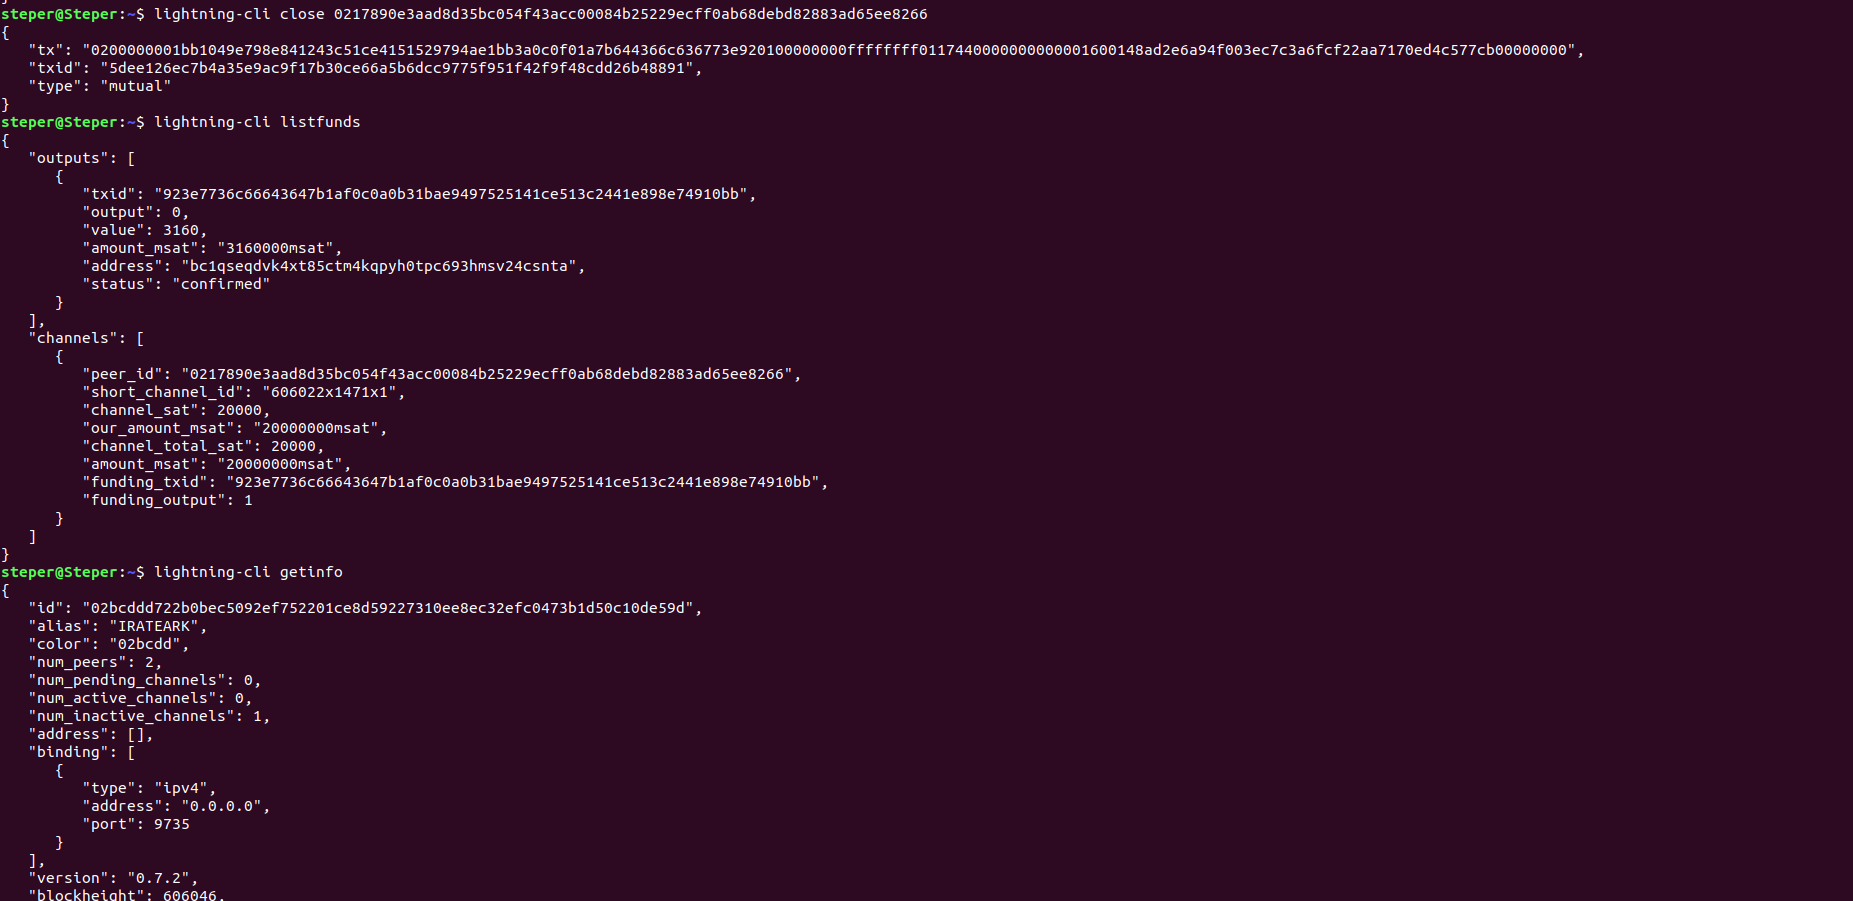 steper@Steper:~$ lightning-cli close 0217890e3aad8d35bc054f43acc00084b25229ecff0ab68debd82883ad65ee8266
{
   "tx": "0200000001bb1049e798e841243c51ce4151529794ae1bb3a0c0f01a7b644366c636773e920100000000ffffffff0117440000000000001600148ad2e6a94f003ec7c3a6fcf22aa7170ed4c577cb00000000",
   "txid": "5dee126ec7b4a35e9ac9f17b30ce66a5b6dcc9775f951f42f9f48cdd26b48891",
   "type": "mutual"
}
steper@Steper:~$ lightning-cli listfunds
{
   "outputs": [
      {
         "txid": "923e7736c66643647b1af0c0a0b31bae9497525141ce513c2441e898e74910bb",
         "output": 0,
         "value": 3160,
         "amount_msat": "3160000msat",
         "address": "bc1qseqdvk4xt85ctm4kqpyh0tpc693hmsv24csnta",
         "status": "confirmed"
      }
   ],
   "channels": [
      {
         "peer_id": "0217890e3aad8d35bc054f43acc00084b25229ecff0ab68debd82883ad65ee8266",
         "short_channel_id": "606022x1471x1",
         "channel_sat": 20000,
         "our_amount_msat": "20000000msat",
         "channel_total_sat": 20000,
         "amount_msat": "20000000msat",
         "funding_txid": "923e7736c66643647b1af0c0a0b31bae9497525141ce513c2441e898e74910bb",
         "funding_output": 1
      }
   ]
}
steper@Steper:~$ lightning-cli getinfo
{
   "id": "02bcddd722b0bec5092ef752201ce8d59227310ee8ec32efc0473b1d50c10de59d",
   "alias": "IRATEARK",
   "color": "02bcdd",
   "num_peers": 2,
   "num_pending_channels": 0,
   "num_active_channels": 0,
   "num_inactive_channels": 1,
   "address": [],
   "binding": [
      {
         "type": "ipv4",
         "address": "0.0.0.0",
         "port": 9735
      }
   ],
   "version": "0.7.2",
   "blockheight": 606046,